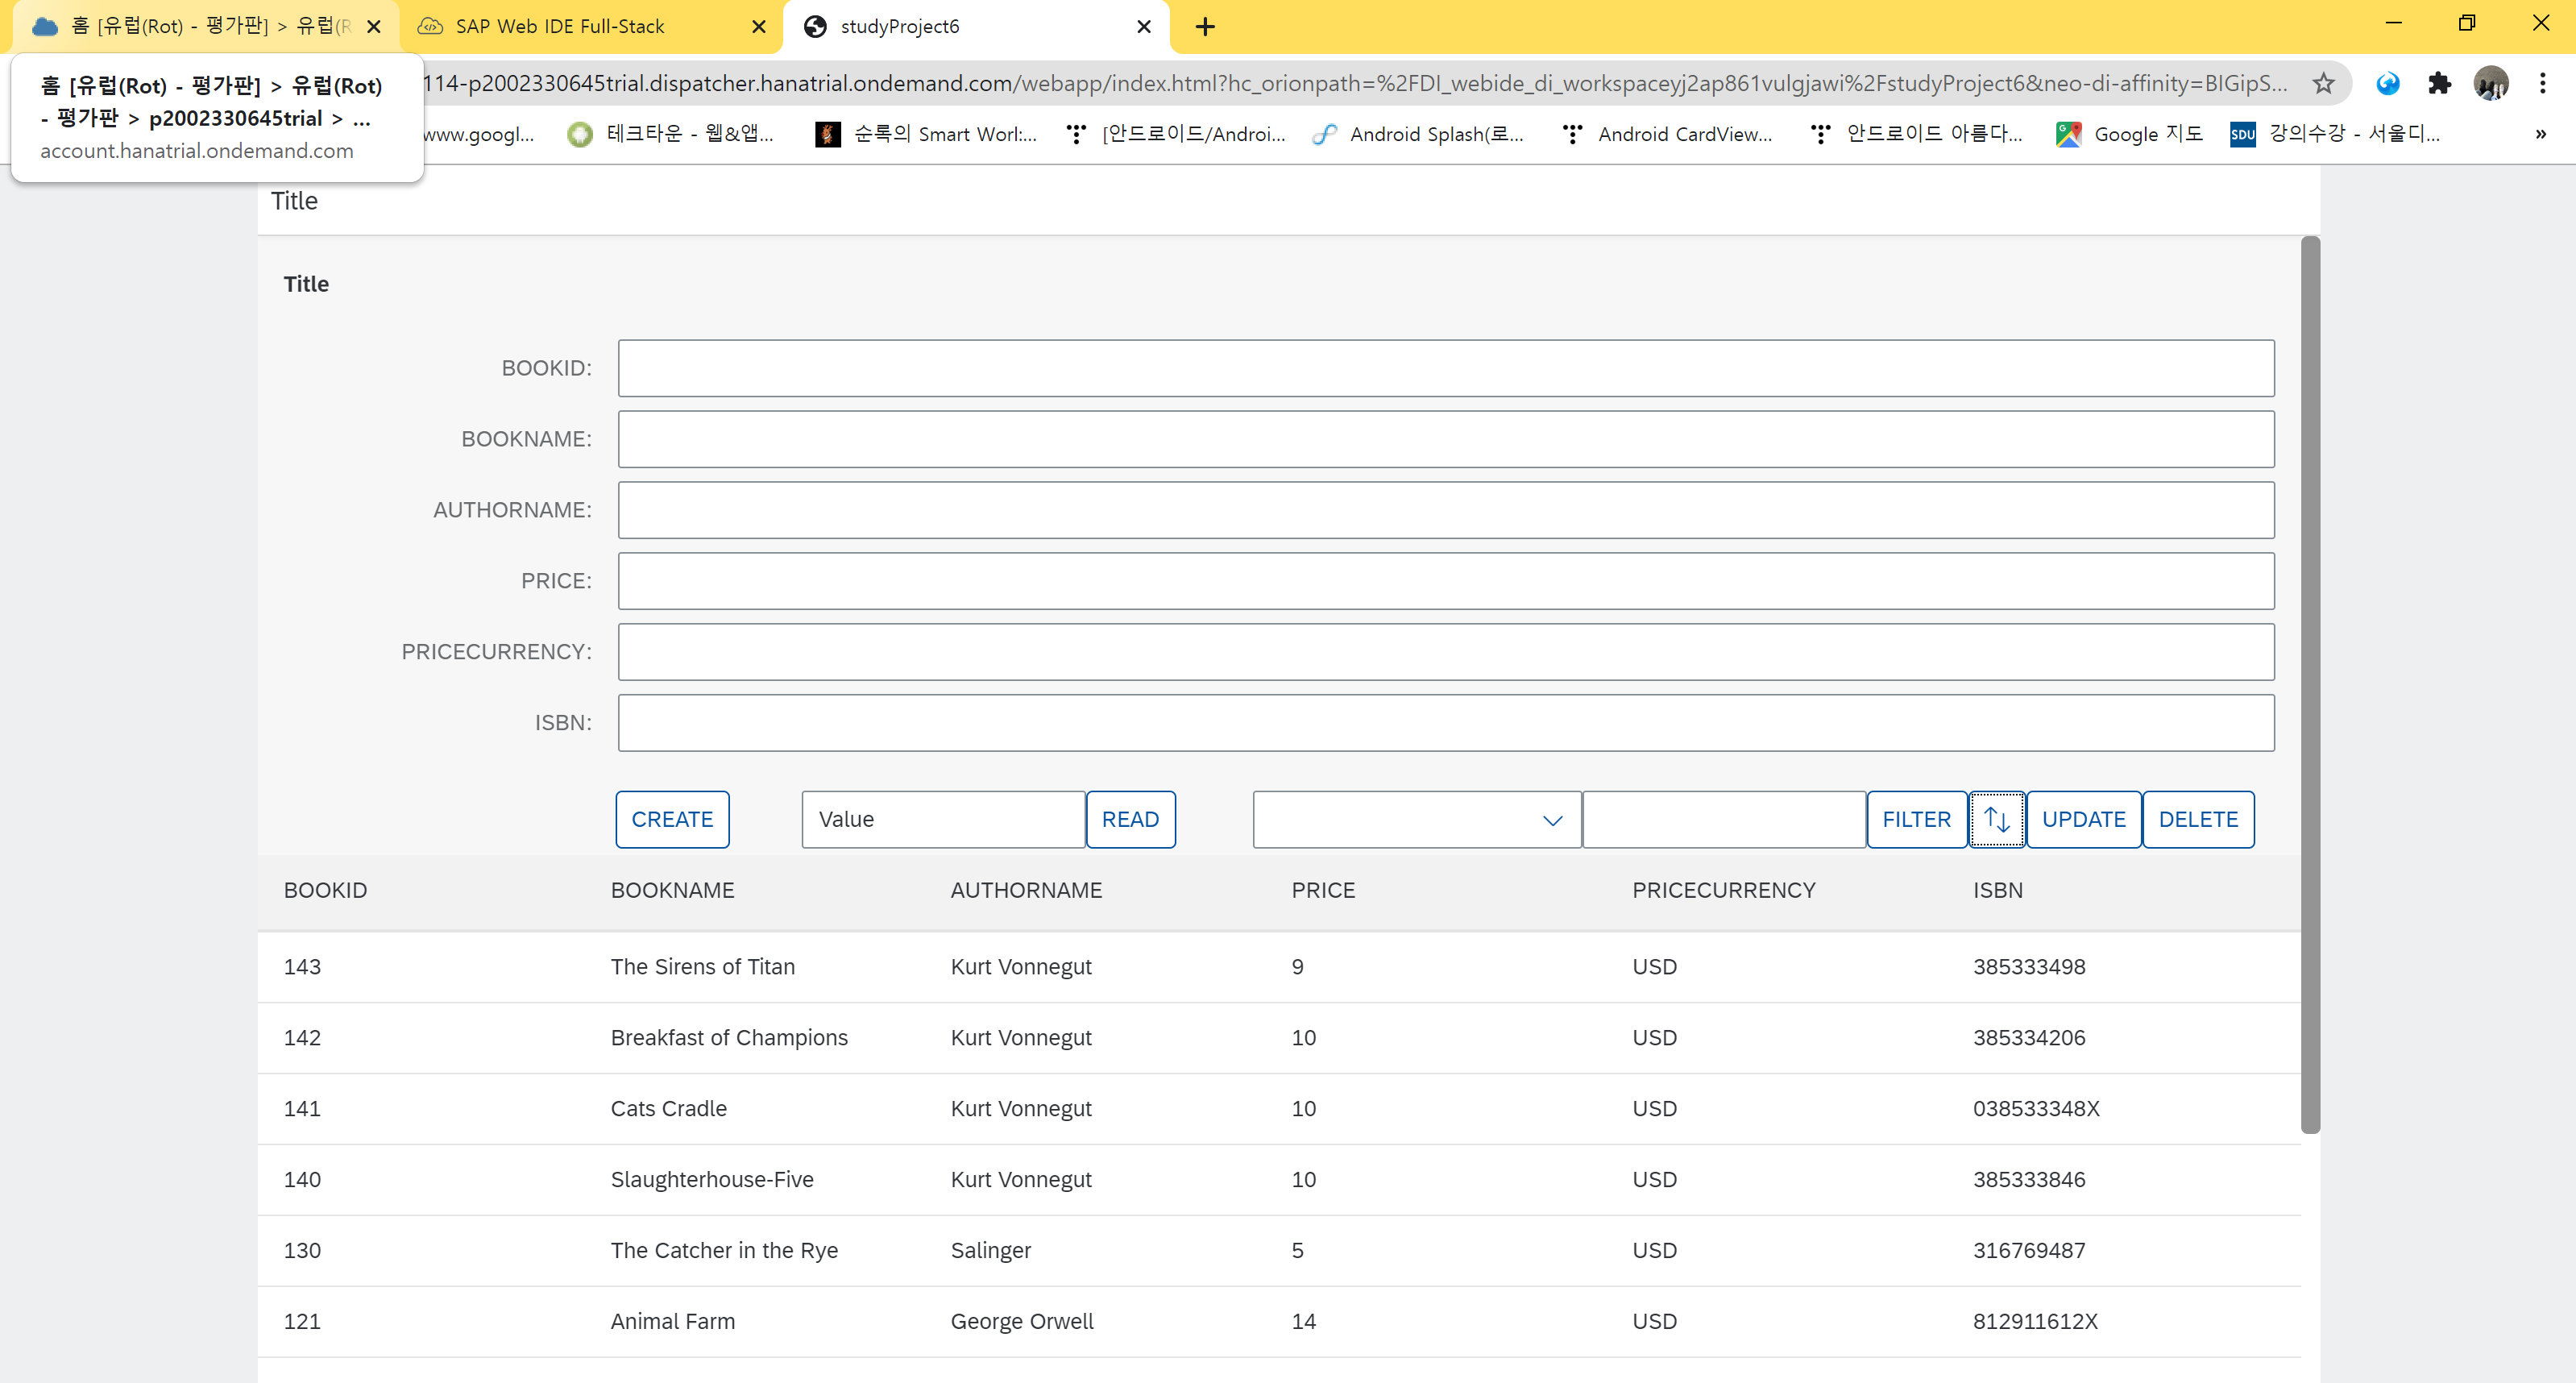 홈 [유럽(Rot) - 평가판] > 유럽(R
SAP Web IDE Full-Stack
studyProject6
홈 [유럽(Rot) - 평가판] > 유럽(Rot)
- 평가판 > p2002330645trial > ...
account.hanatrial.ondemand.com
114-p2002330645trial.dispatcher.hanatrial.ondemand.com/webapp/index.html?hc_orionpath=%2FDI_webide_di_workspaceyj2ap861vulgjawi%2FstudyProject6&neo-di-affinity=BIGipS...
www.googl...
테크타운 - 웹&앱...
순록의 Smart Worl:...
[안드로이드/Androi...
Android Splash(로...
Android CardView...
안드로이드 아름다...
Google 지도
SDU 강의수강 - 서울디...
»
Title
Title
BOOKID:
BOOKNAME:
AUTHORNAME:
PRICE:
PRICECURRENCY:
ISBN:
CREATE Value READ FILTER UPDATE DELETE
BOOKID BOOKNAME AUTHORNAME PRICE PRICECURRENCY ISBN
143 The Sirens of Titan Kurt Vonnegut 9 USD 385333498
142 Breakfast of Champions Kurt Vonnegut 10 USD 385334206
141 Cats Cradle Kurt Vonnegut 10 USD 038533348X
140 Slaughterhouse-Five Kurt Vonnegut 10 USD 385333846
130 The Catcher in the Rye Salinger 5 USD 316769487
121 Animal Farm George Orwell 14 USD 812911612X